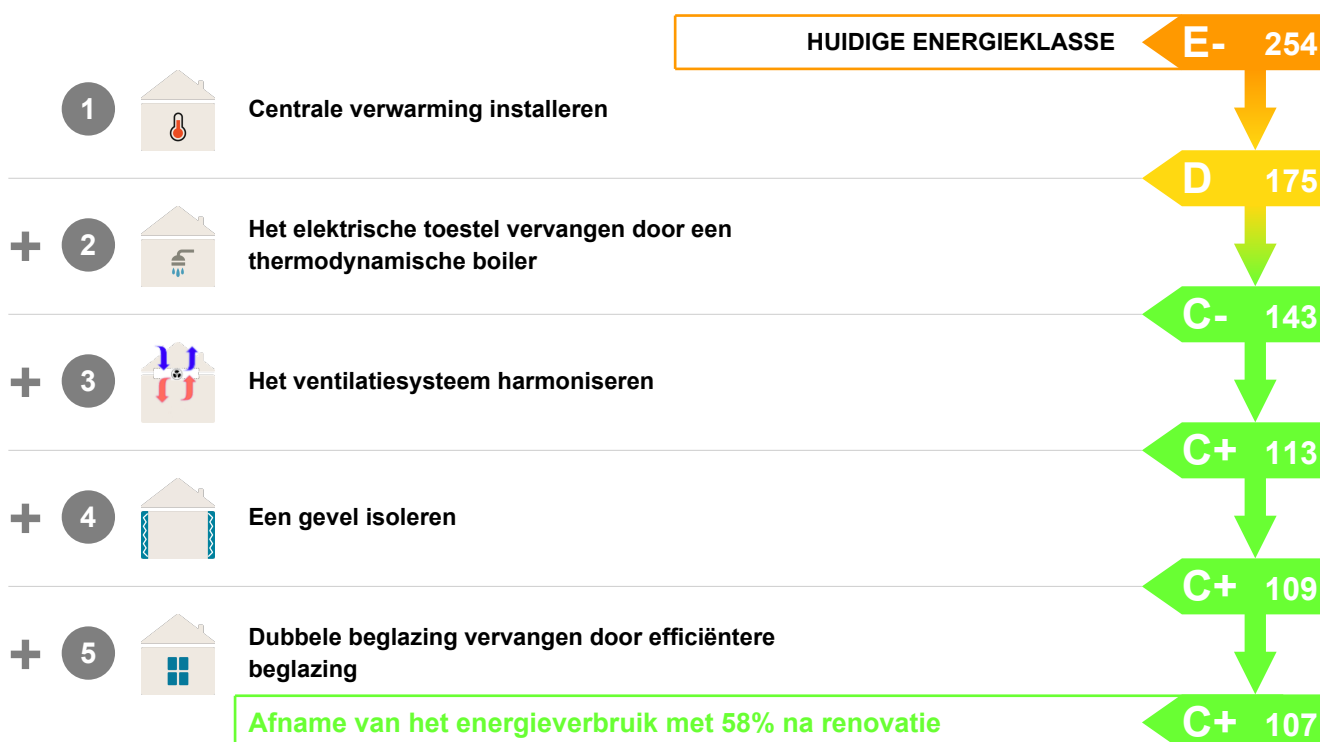 HUIDIGE ENERGIEKLASSE E- 254
1 Centrale verwarming installeren
D 175
+ 2 Het elektrische toestel vervangen door een
thermodynamische boiler
C- 143
+ 3 Het ventilatiesysteem harmoniseren
C+ 113
+ 4 Een gevel isoleren
C+ 109
+ 5 Dubbele beglazing vervangen door efficiëntere
beglazing
Afname van het energieverbruik met 58% na renovatie C+ 107